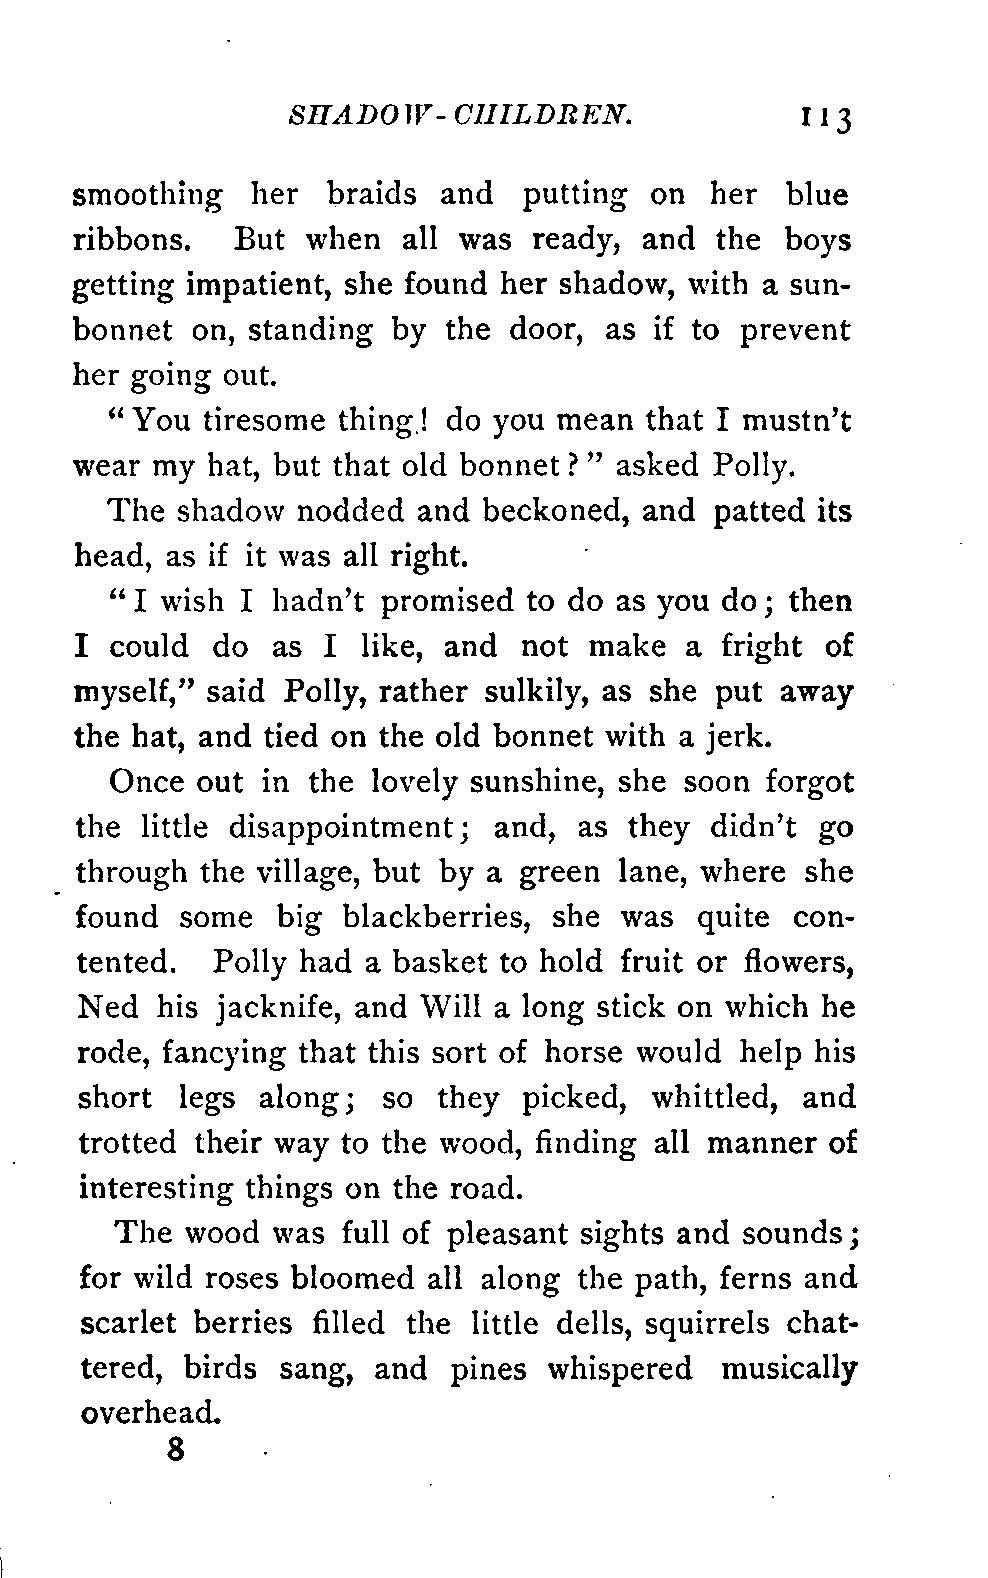 SHADOW-CHILDREN. 113
smoothing her braids and putting on her blue
ribbons. But when all was ready, and the boys
getting impatient, she found her shadow, with a sun-
bonnet on, standing by the door, as if to prevent
her going out.
“You tiresome thing! do you mean that I mustn’t
wear my hat, but that old bonnet?” asked Polly.
The shadow nodded and beckoned, and patted its
head, as if it was all right.
“I wish I hadn’t promised to do as you do; then
I could do as I like, and not make a fright of
myself,” said Polly, rather sulkily, as she put away
the hat, and tied on the old bonnet with a jerk.
Once out in the lovely sunshine, she soon forgot
the little disappointment; and, as they didn’t go
through the village, but by a green lane, where she
found some big blackberries, she was quite con-
tented. Polly had a basket to hold fruit or flowers,
Ned his jacknife, and Will a long stick on which he
rode, fancying that this sort of horse would help his
short legs along; so they picked, whittled, and
trotted their way to the wood, finding all manner of
interesting things on the road.
The wood was full of pleasant sights and sounds;
for wild roses bloomed all along the path, ferns and
scarlet berries filled the little dells, squirrels chat-
tered, birds sang, and pines whispered musically
overhead.
8